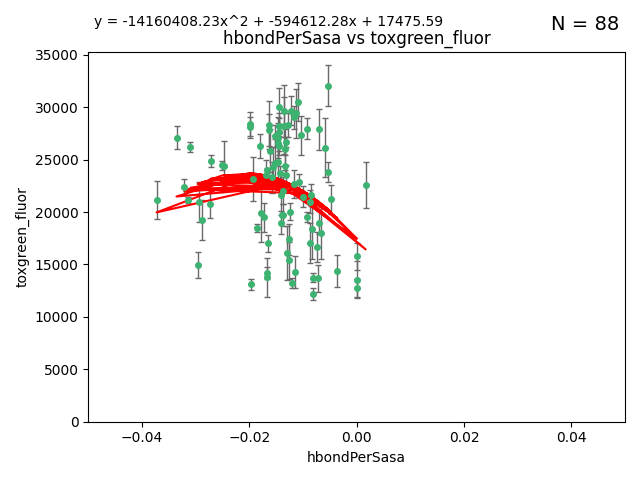 y = -14160408.23x^2 + -594612.28x + 17475.59
N = 88
hbondPerSasa vs toxgreen_fluor
35000
30000
25000
20000
15000
10000
5000
0
toxgreen_fluor
−0.04
−0.02
0.00
0.02
0.04
hbondPerSasa